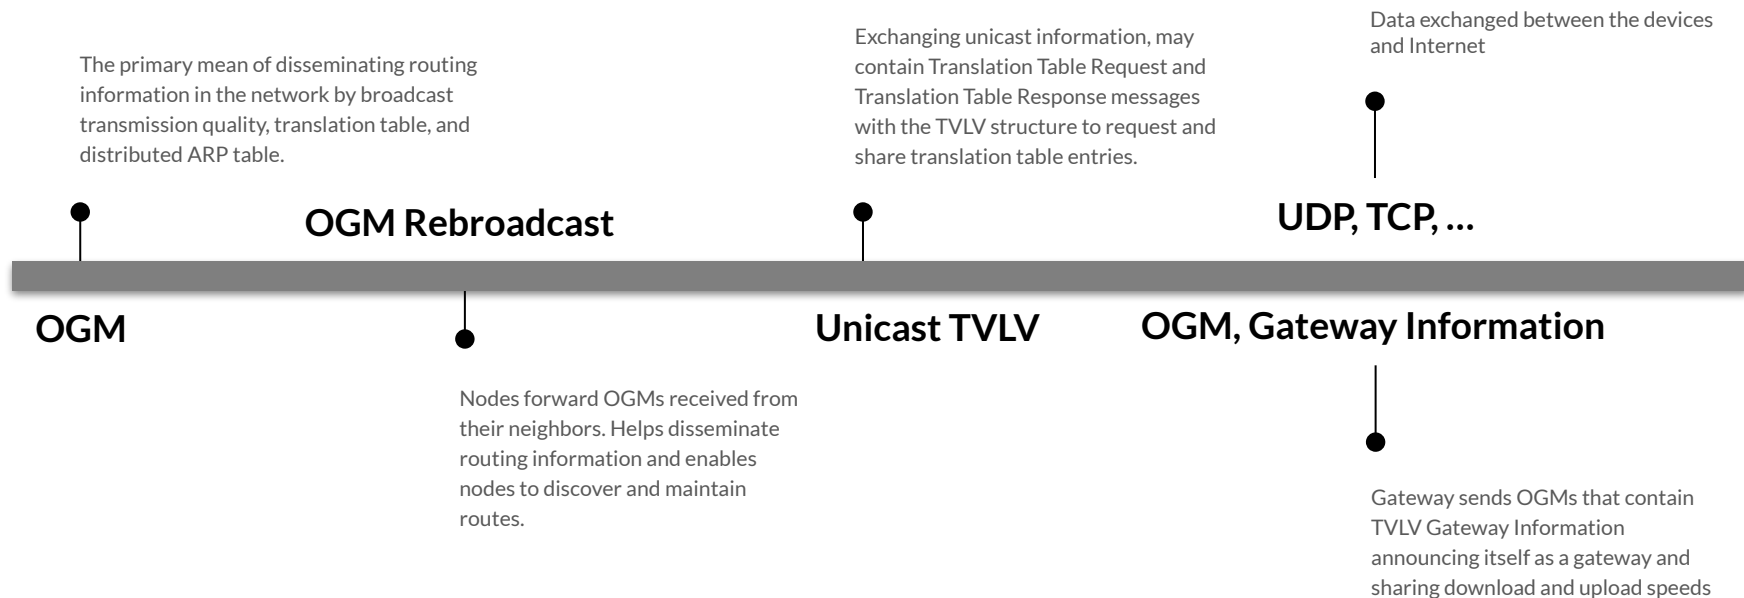 The primary mean of disseminating routing
information in the network by broadcast
transmission quality, translation table, and
distributed ARP table.
OGM
OGM Rebroadcast
Nodes forward OGMs received from
their neighbors. Helps disseminate
routing information and enables
nodes to discover and maintain
routes.
Exchanging unicast information, may
contain Translation Table Request and
Translation Table Response messages
with the TVLV structure to request and
share translation table entries.
Unicast TVLV
Data exchanged between the devices
and Internet
UDP, TCP, ...
OGM, Gateway Information
Gateway sends OGMs that contain
TVLV Gateway Information
announcing itself as a gateway and
sharing download and upload speeds